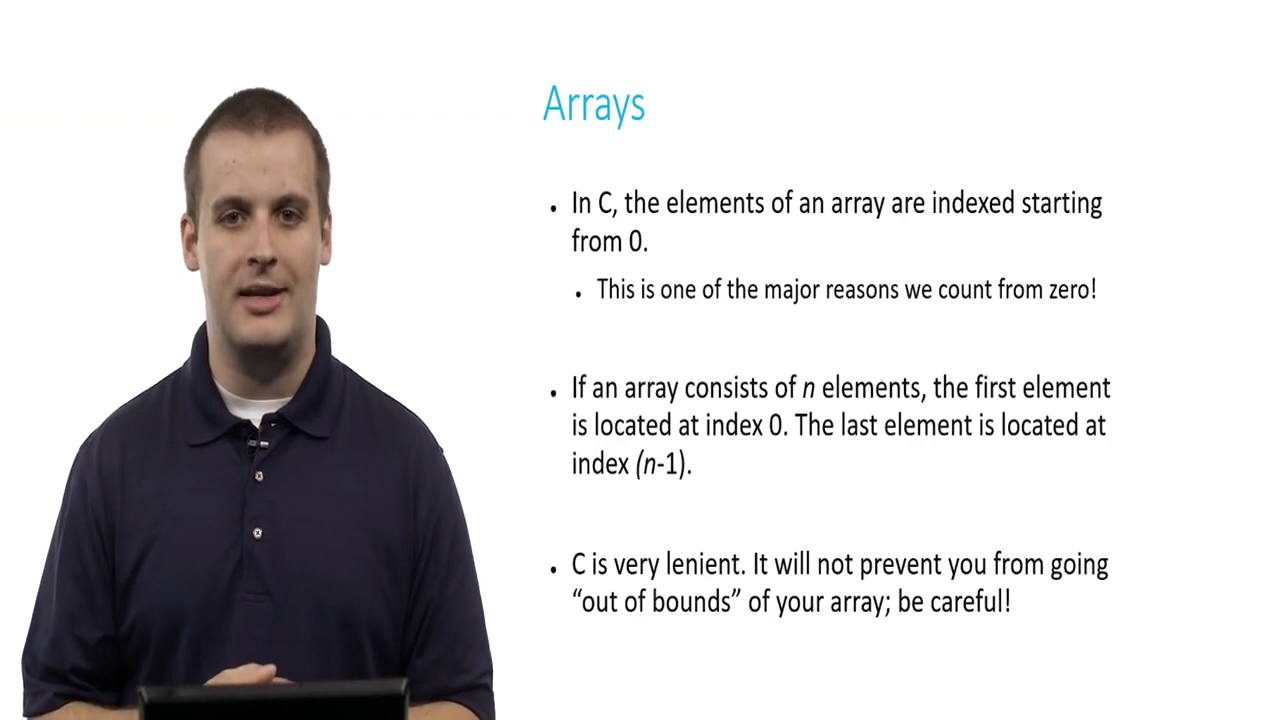 Arrays
• In C, the elements of an array are indexed starting
from 0.
• This is one of the major reasons we count from zero!
• If an array consists of n elements, the first element
is located at index 0. The last element is located at
index (n-1).
• C is very lenient. It will not prevent you from going
“out of bounds” of your array; be careful!